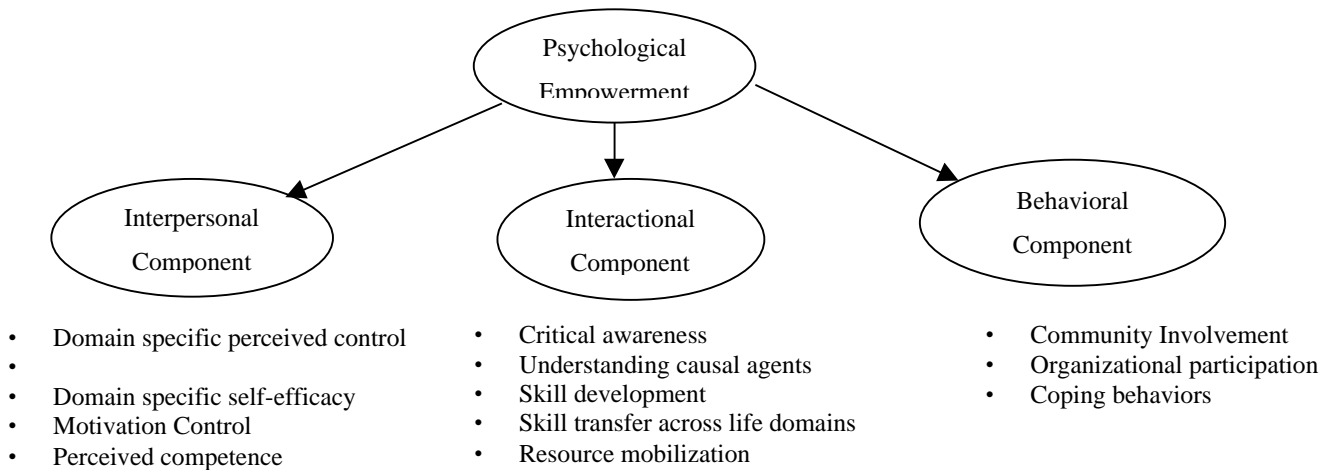 Psychological
Empowerment
Interpersonal
Component
Interactional
Component
Behavioral
Component
• Domain specific perceived control
•
• Domain specific self-efficacy
• Motivation Control
• Perceived competence
• Critical awareness
• Understanding causal agents
• Skill development
• Skill transfer across life domains
• Resource mobilization
• Community Involvement
• Organizational participation
• Coping behaviors